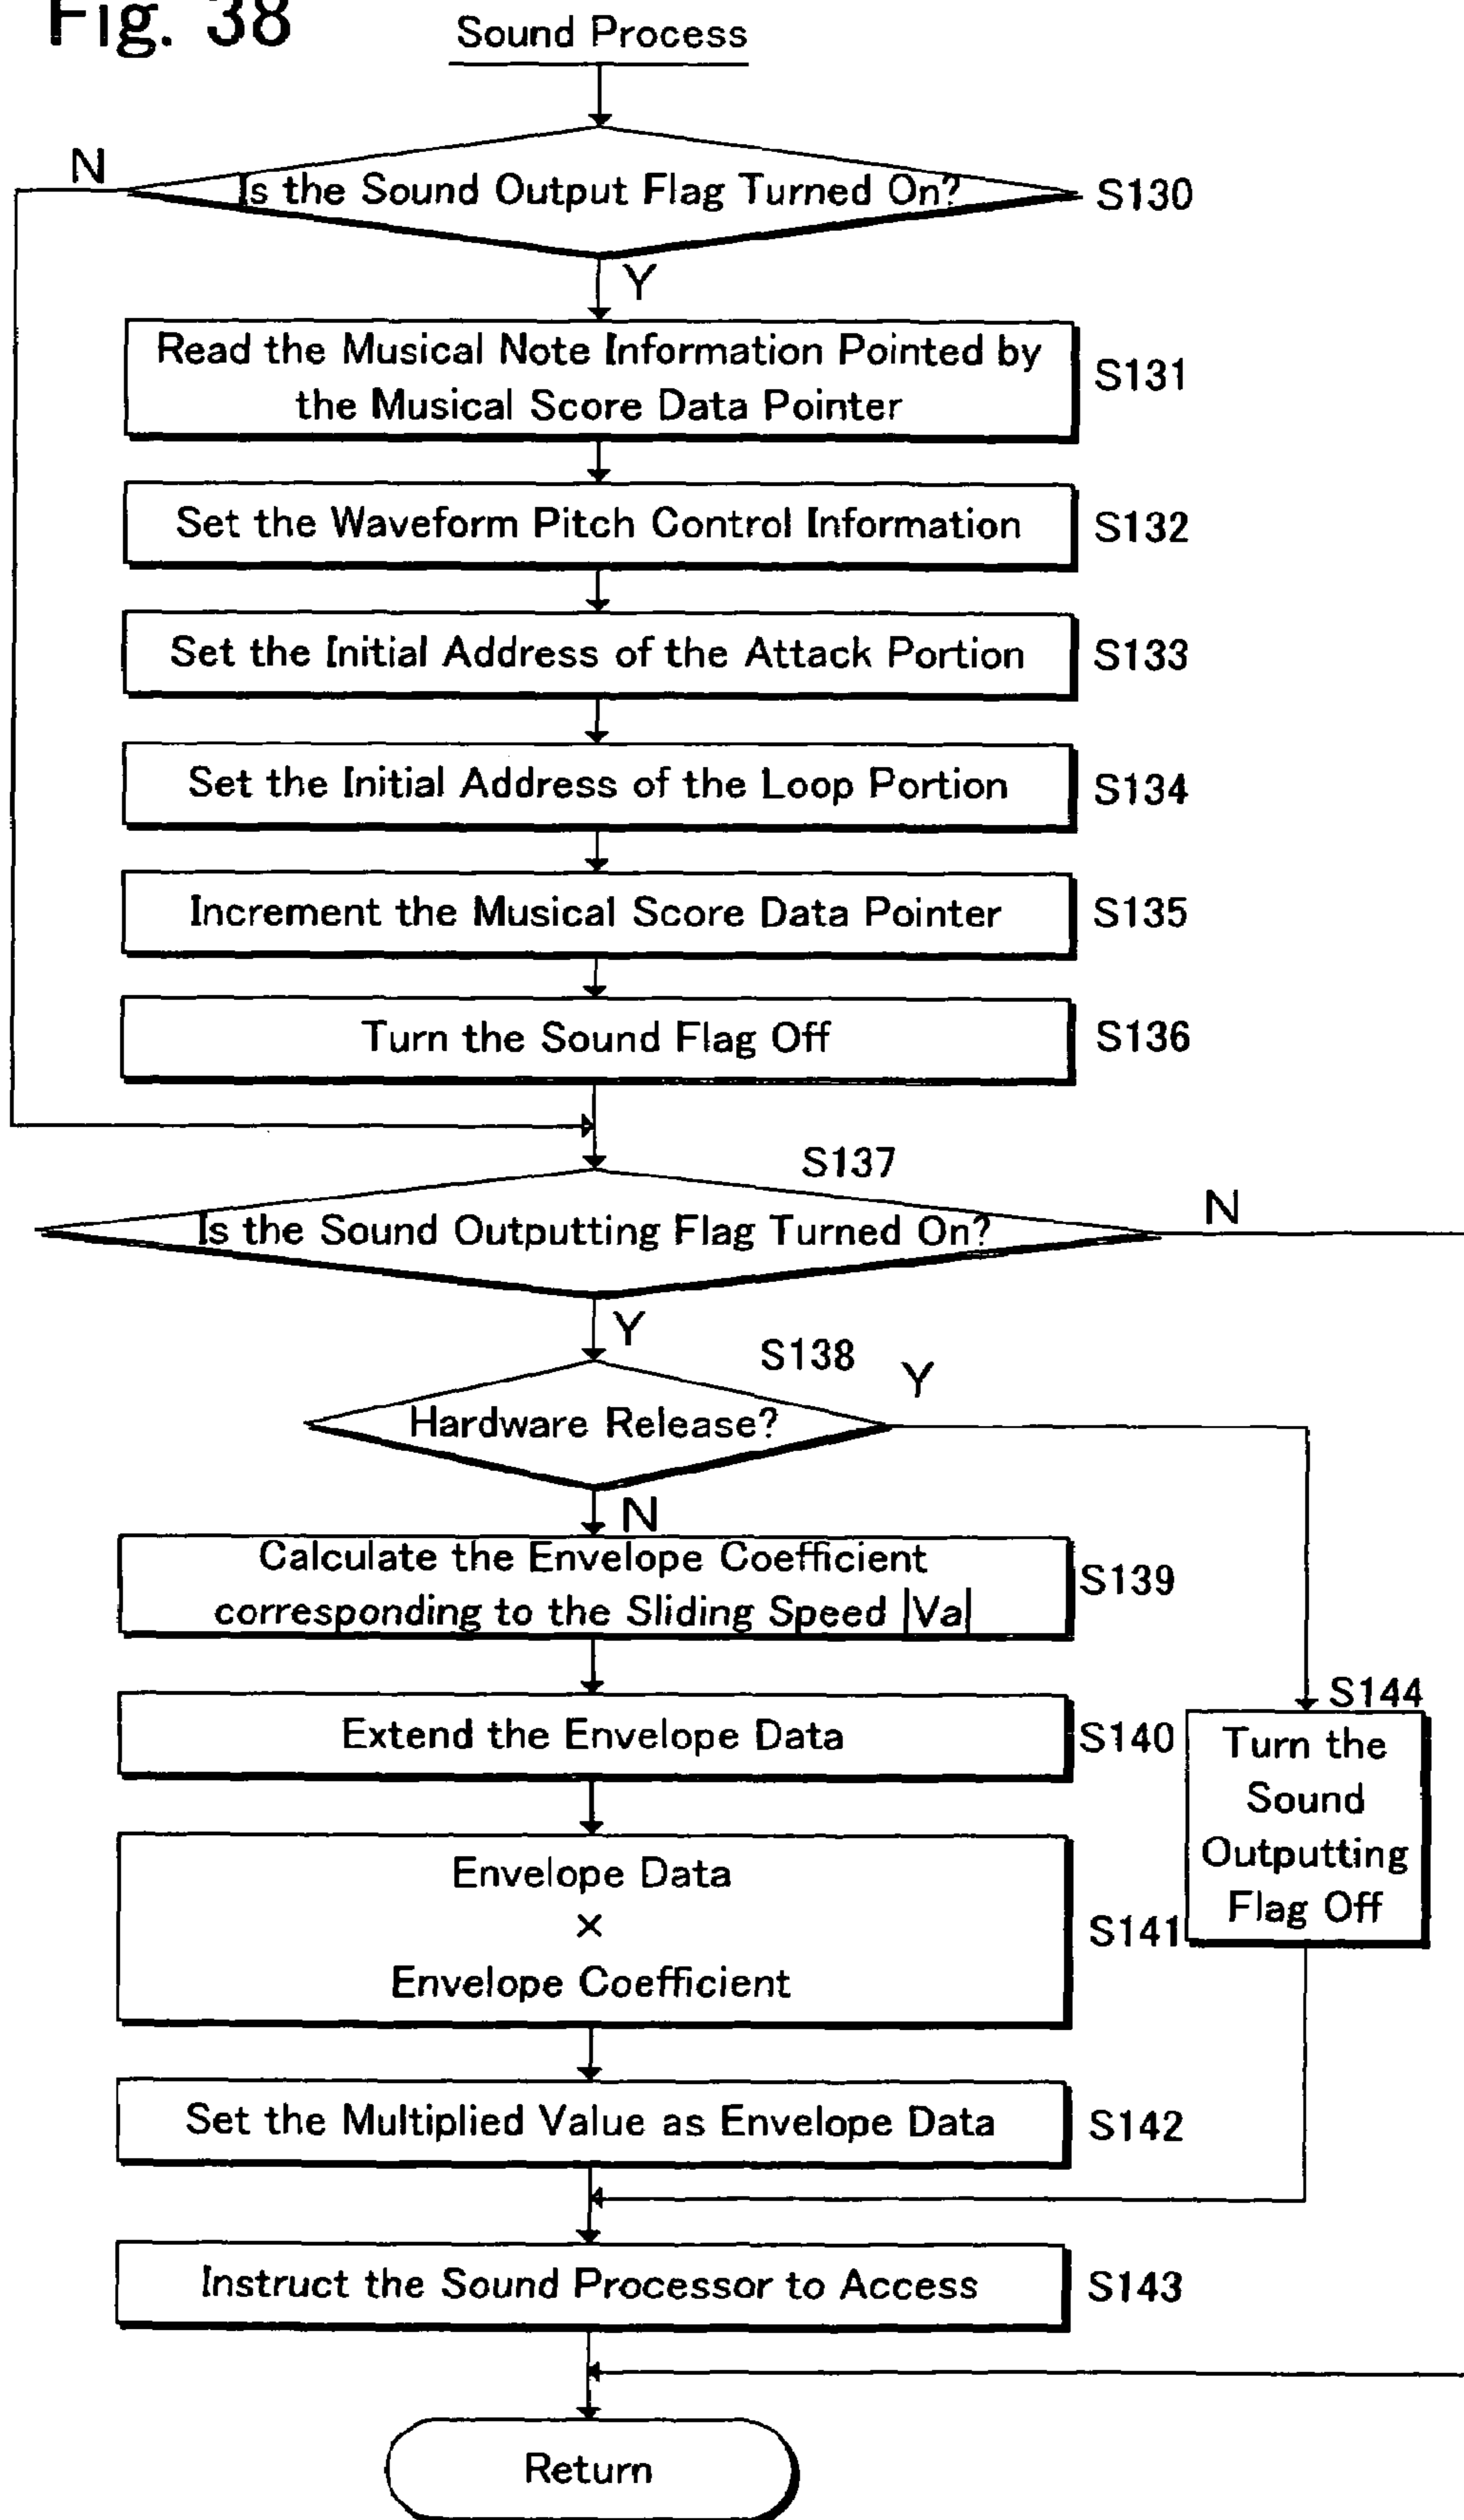 Fig. 38
Sound Process
N
Is the Sound Output Flag Turned On?
S130
Y
Read the Musical Note Information Pointed by
the Musical Score Data Pointer
S131
Set the Waveform Pitch Control Information
S132
Set the Initial Address of the Attack Portion
S133
Set the Initial Address of the Loop Portion
S134
Increment the Musical Score Data Pointer
S135
Turn the Sound Flag Off
S136
S137
Is the Sound Outputting Flag Turned On?
N
Y
S138
Hardware Release?
Y
N
Calculate the Envelope Coefficient
corresponding to the Sliding Speed |Va|
S139
Extend the Envelope Data
S140
S144
Turn the
Sound
Outputting
Flag Off
Envelope Data
×
Envelope Coefficient
S141
Set the Multiplied Value as Envelope Data
S142
Instruct the Sound Processor to Access
S143
Return